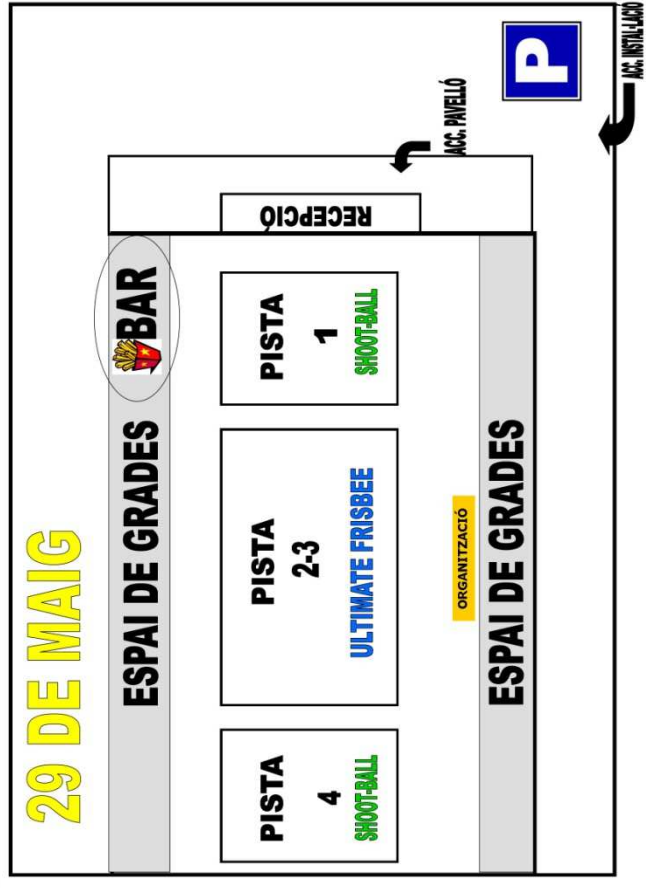 29 DE MAIG
ESPAI DE GRADES
BAR
PISTA
4
SHOOT-BALL
PISTA
2-3
ULTIMATE FRISBEE
PISTA
1
SHOOT-BALL
RECEPCIÓ
ORGANITZACIÓ
ESPAI DE GRADES
ACC. PAVELLÓ
P
ACC. INSTAL·LACIÓ